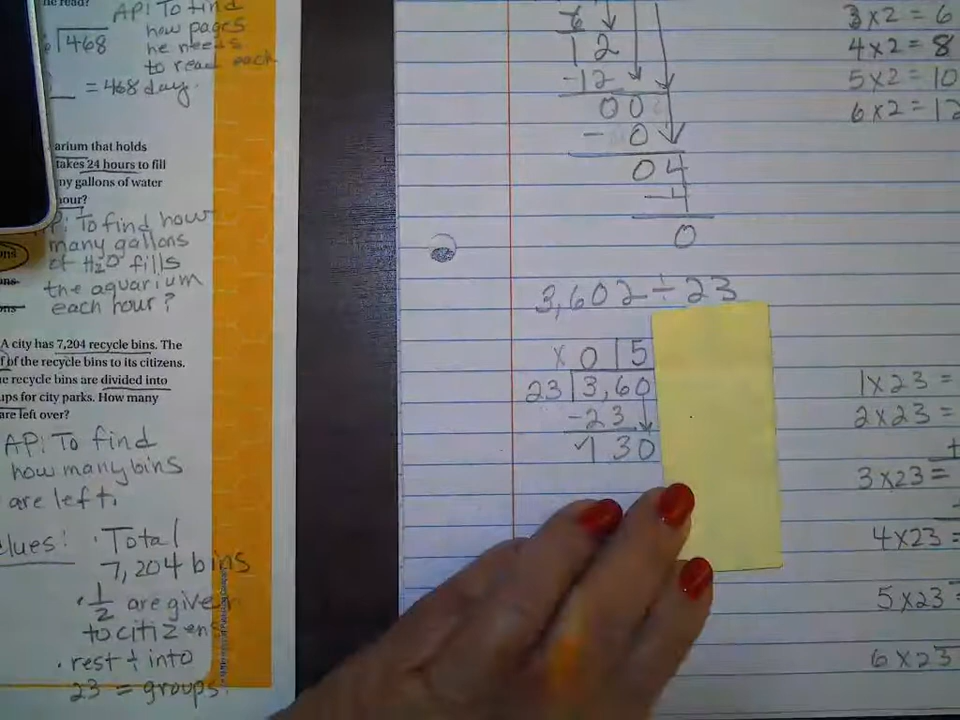 he read?
AP: To find
how pages
he needs
to read each
468
= 468 day.
arium that holds
takes 24 hours to fill
ny gallons of water
our?
P: To find how
many gallons
of H2O fills
the aquarium
each hour?
A city has 7,204 recycle bins. The
f of the recycle bins to its citizens.
e recycle bins are divided into
ups for city parks. How many
are left over?
AP: To find
how many bins
are left.
lues: · Total
7,204 bins
· 1/2 are given
to citizens
· rest ÷ into
23 = groups
6
12
-12
00
- 0
04
-4
0
3,602 ÷ 23
x 015
23 3,60
-23
130
3x2 = 6
4x2 = 8
5x2 = 10
6x2 = 12
1x23 =
2x23 =
+
3x23 =
4x23 =
5x23 =
6x23